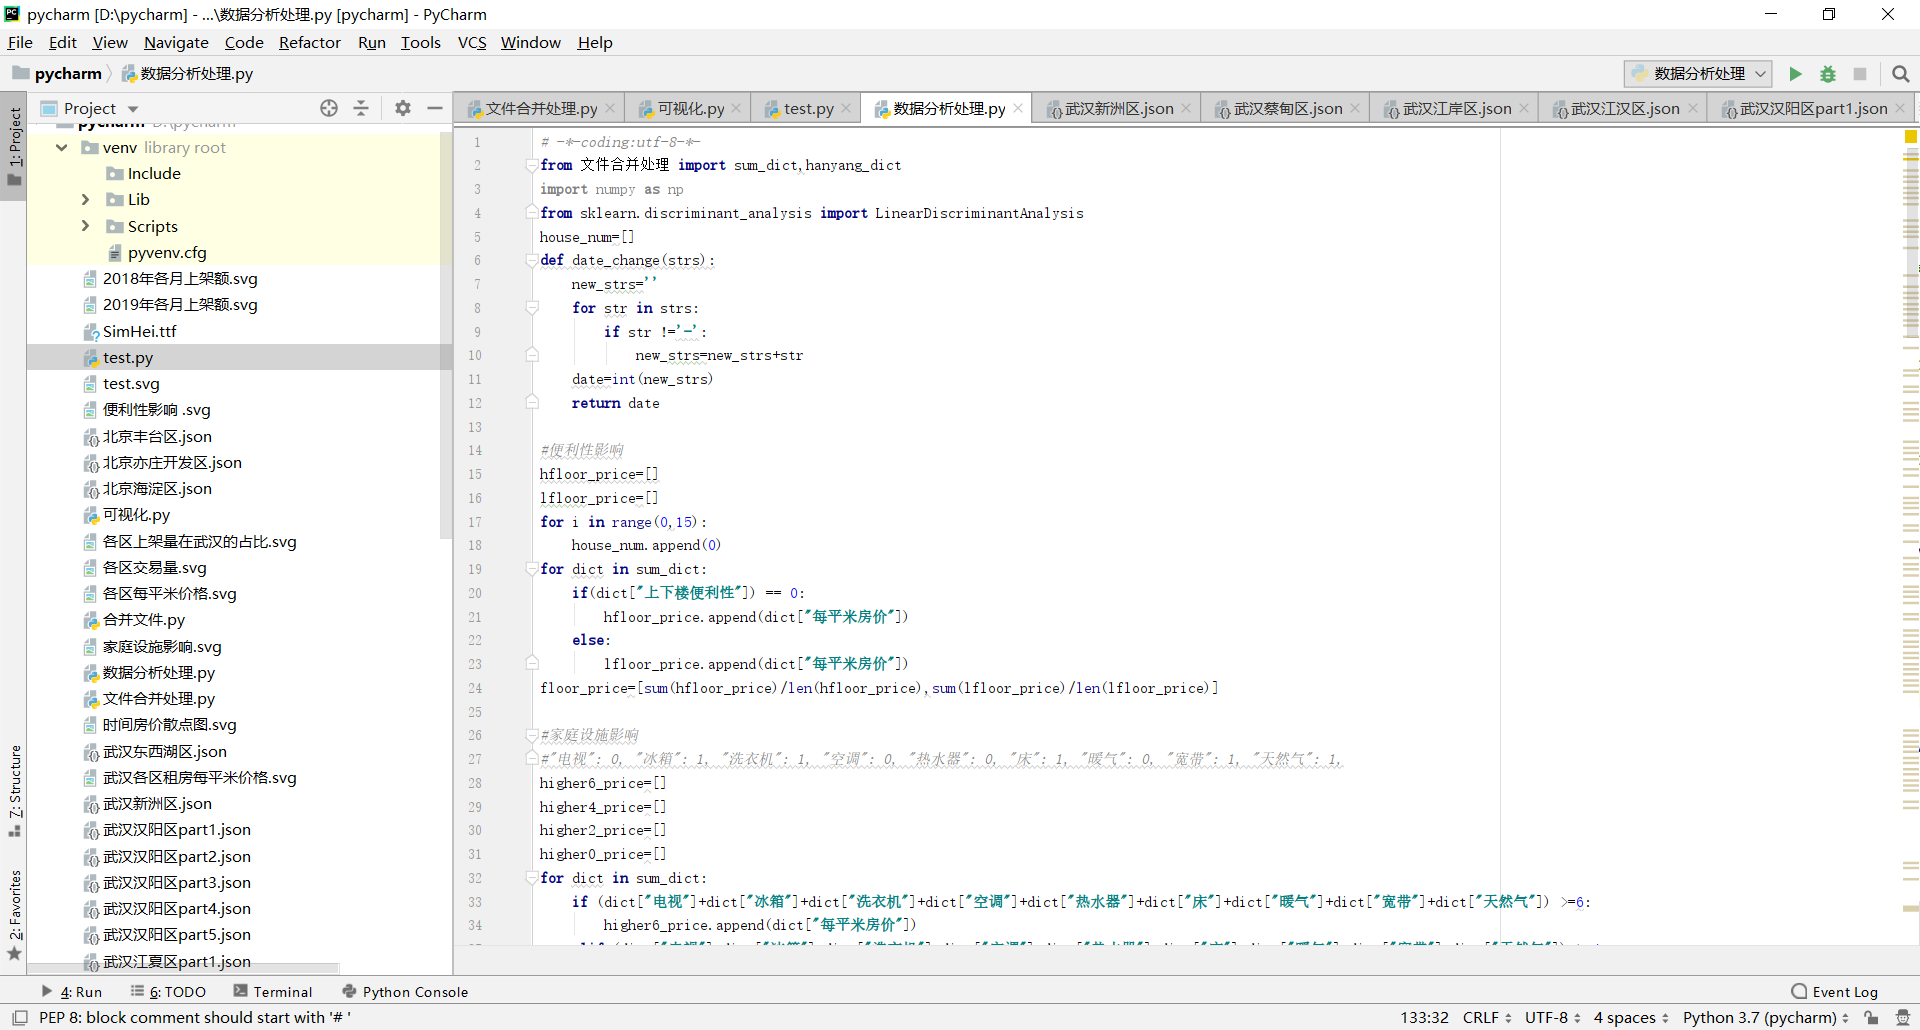 pycharm [D:\pycharm] - ...\数据分析处理.py [pycharm] - PyCharm
File Edit View Navigate Code Refactor Run Tools VCS Window Help
pycharm 数据分析处理.py 数据分析处理
Project
文件合并处理.py 可视化.py test.py 数据分析处理.py 武汉新洲区.json 武汉蔡甸区.json 武汉江岸区.json 武汉江汉区.json 武汉汉阳区part1.json
1: Project
7: Structure
2: Favorites
pycharm D:\pycharm
venv library root
Include
Lib
Scripts
pyvenv.cfg
2018年各月上架额.svg
2019年各月上架额.svg
SimHei.ttf
test.py
test.svg
便利性影响 .svg
北京丰台区.json
北京亦庄开发区.json
北京海淀区.json
可视化.py
各区上架量在武汉的占比.svg
各区交易量.svg
各区每平米价格.svg
合并文件.py
家庭设施影响.svg
数据分析处理.py
文件合并处理.py
时间房价散点图.svg
武汉东西湖区.json
武汉各区租房每平米价格.svg
武汉新洲区.json
武汉汉阳区part1.json
武汉汉阳区part2.json
武汉汉阳区part3.json
武汉汉阳区part4.json
武汉汉阳区part5.json
武汉江夏区part1.json
1 # -*-coding:utf-8-*-
2 from 文件合并处理 import sum_dict,hanyang_dict
3 import numpy as np
4 from sklearn.discriminant_analysis import LinearDiscriminantAnalysis
5 house_num=[]
6 def date_change(strs):
7 new_strs=''
8 for str in strs:
9 if str !='-':
10 new_strs=new_strs+str
11 date=int(new_strs)
12 return date
13
14 #便利性影响
15 hfloor_price=[]
16 lfloor_price=[]
17 for i in range(0,15):
18 house_num.append(0)
19 for dict in sum_dict:
20 if(dict["上下楼便利性"]) == 0:
21 hfloor_price.append(dict["每平米房价"])
22 else:
23 lfloor_price.append(dict["每平米房价"])
24 floor_price=[sum(hfloor_price)/len(hfloor_price),sum(lfloor_price)/len(lfloor_price)]
25
26 #家庭设施影响
27 #"电视": 0, "冰箱": 1, "洗衣机": 1, "空调": 0, "热水器": 0, "床": 1, "暖气": 0, "宽带": 1, "天然气": 1,
28 higher6_price=[]
29 higher4_price=[]
30 higher2_price=[]
31 higher0_price=[]
32 for dict in sum_dict:
33 if (dict["电视"]+dict["冰箱"]+dict["洗衣机"]+dict["空调"]+dict["热水器"]+dict["床"]+dict["暖气"]+dict["宽带"]+dict["天然气"]) >=6:
34 higher6_price.append(dict["每平米房价"])
4: Run 6: TODO Terminal Python Console Event Log
PEP 8: block comment should start with '# ' 133:32 CRLF UTF-8 4 spaces Python 3.7 (pycharm)